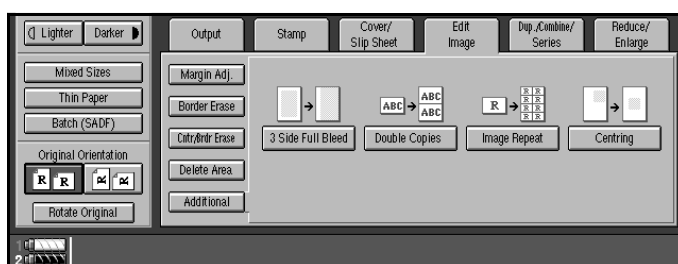 Lighter
Darker
Output
Stamp
Cover/
Slip Sheet
Edit
Image
Dup./Combine/
Series
Reduce/
Enlarge
Mixed Sizes
Thin Paper
Batch (SADF)
Original Orientation
R R R R
Rotate Original
Margin Adj.
Border Erase
Cntr/Brdr Erase
Delete Area
Additional
3 Side Full Bleed
ABC
ABC
ABC
Double Copies
R
R R
R R
R R
R R
Image Repeat
Centring
1
2